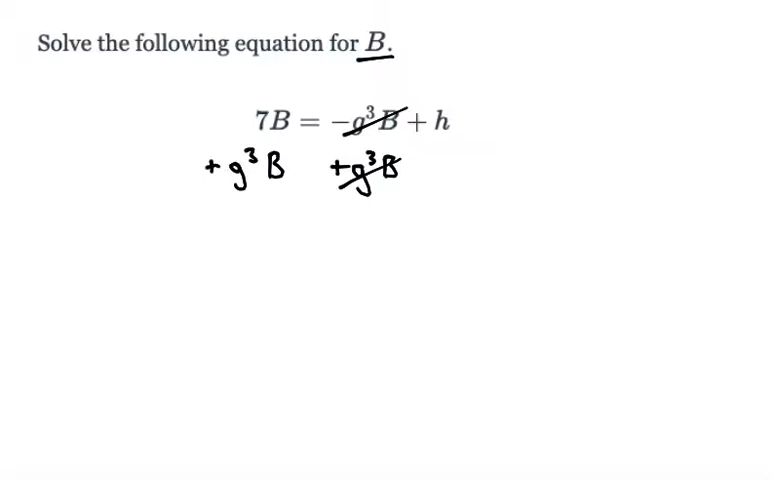 Solve the following equation for B.
7B = −g³B + h
+g³B +g³B